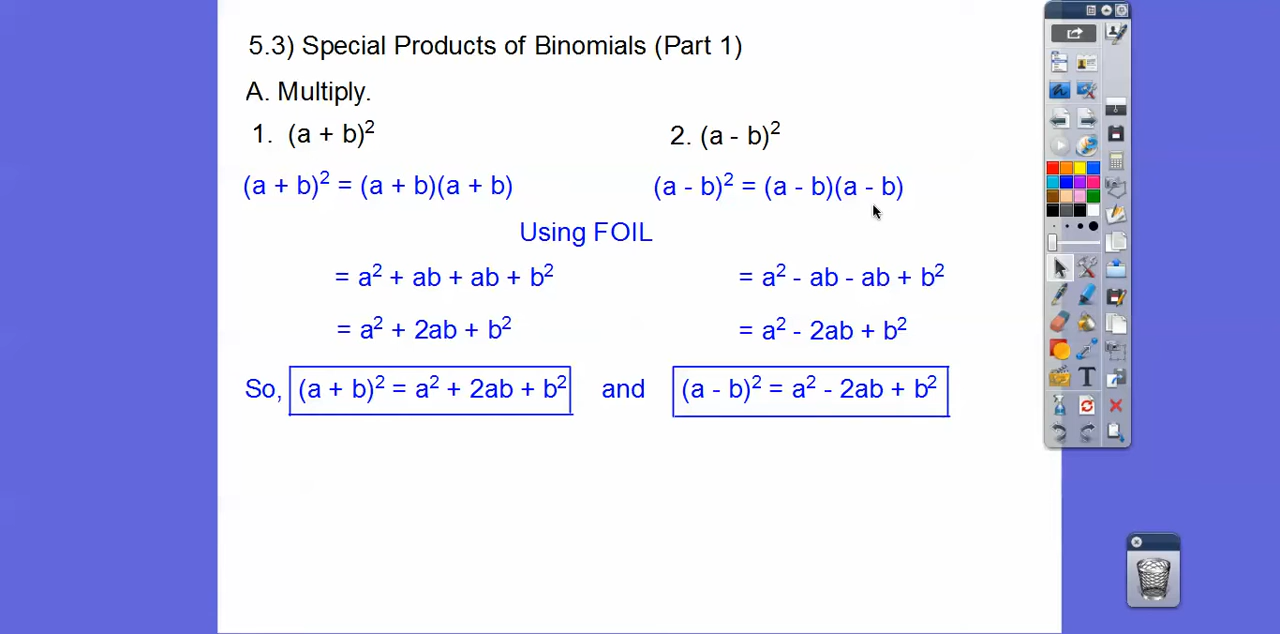 5.3) Special Products of Binomials (Part 1)
A. Multiply.
1. (a + b)²
2. (a - b)²
(a + b)² = (a + b)(a + b)
(a - b)² = (a - b)(a - b)
Using FOIL
= a² + ab + ab + b²
= a² - ab - ab + b²
= a² + 2ab + b²
= a² - 2ab + b²
So, (a + b)² = a² + 2ab + b² and (a - b)² = a² - 2ab + b²
T